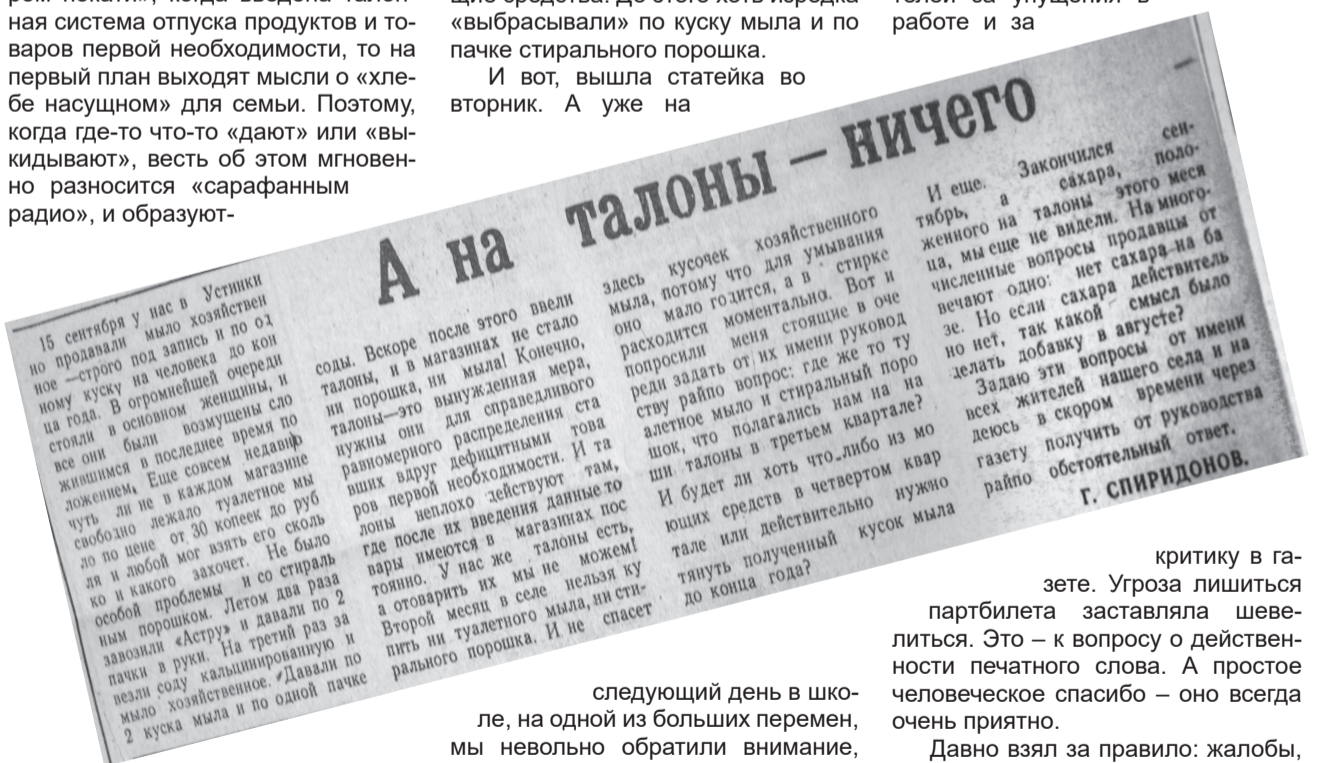 ная система отпуска продуктов и то-
варов первой необходимости, то на
первый план выходят мысли о «хле-
бе насущном» для семьи. Поэтому,
когда где-то что-то «дают» или «вы-
кидывают», весть об этом мгновен-
но разносится «сарафанным
радио», и образуют-
«выбрасывали» по куску мыла и по
пачке стирального порошка.
И вот, вышла статейка во
вторник. А уже на
работе и за
А на талоны — ничего
15 сентября у нас в Устинки
но продавали мыло хозяйствен
ное —строго под запись и по од
ному куску на человека до кон
ца года. В огромнейшей очереди
стояли в основном женщины, и
все они были возмущены сло
жившимся в последнее время по
ложением. Еще совсем недавно
чуть ли не в каждом магазине
свободно лежало туалетное мы
ло по цене от 30 копеек до руб
ля и любой мог взять его сколь
ко и какого захочет. Не было
особой проблемы и со стираль
ным порошком. Летом два раза
завозили «Астру» и давали по 2
пачки в руки. На третий раз за
везли соду кальцинированную и
мыло хозяйственное. Давали по
2 куска мыла и по одной пачке
соды. Вскоре после этого ввели
талоны, и в магазинах не стало
ни порошка, ни мыла! Конечно,
талоны—это вынужденная мера,
нужны они для справедливого
равномерного распределения ста
вших вдруг дефицитными това
ров первой необходимости. И та
лоны неплохо действуют там,
где после их введения данные то
вары имеются в магазинах пос
тоянно. У нас же талоны есть,
а отоварить их мы не можем!
Второй месяц в селе нельзя ку
пить ни туалетного мыла, ни сти-
рального порошка. И не спасет
здесь кусочек хозяйственного
мыла, потому что для умывания
оно мало годится, а в стирке
расходится моментально. Вот и
попросили меня стоящие в оче
реди задать от их имени руковод
ству райпо вопрос: где же то ту
алетное мыло и стиральный поро
шок, что полагались нам на на
ши талоны в третьем квартале?
И будет ли хоть что-либо из мо
ющих средств в четвертом квар
тале или действительно нужно
тянуть полученный кусок мыла
до конца года?
И еще. Закончился сен-
тябрь, а сахара, поло-
женного на талоны этого меся
ца, мы еще не видели. На много-
численные вопросы продавцы от
вечают одно: нет сахара на ба
зе. Но если сахара действитель
но нет, так какой смысл было
делать добавку в августе?
Задаю эти вопросы от имени
всех жителей нашего села и на
деюсь в скором времени через
газету получить от руководства
райпо обстоятельный ответ.
Г. СПИРИДОНОВ.
следующий день в шко-
ле, на одной из больших перемен,
мы невольно обратили внимание,
критику в га-
зете. Угроза лишиться
партбилета заставляла шеве-
литься. Это – к вопросу о действен-
ности печатного слова. А простое
человеческое спасибо – оно всегда
очень приятно.
Давно взял за правило: жалобы,